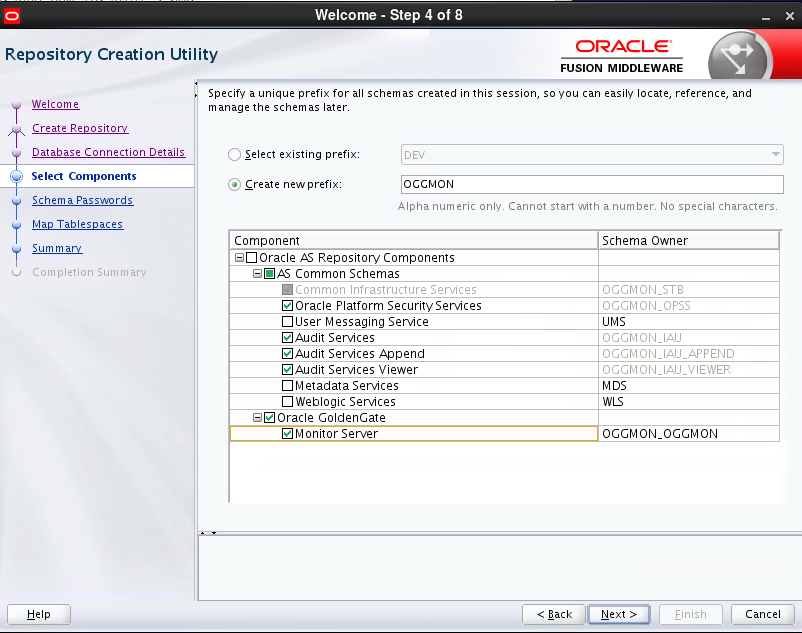 Welcome - Step 4 of 8
Repository Creation Utility
ORACLE
FUSION MIDDLEWARE
Welcome
Create Repository
Database Connection Details
Select Components
Schema Passwords
Map Tablespaces
Summary
Completion Summary
Specify a unique prefix for all schemas created in this session, so you can easily locate, reference, and
manage the schemas later.
Select existing prefix: DEV
Create new prefix: OGGMON
Alpha numeric only. Cannot start with a number. No special characters.
Component Schema Owner
Oracle AS Repository Components
AS Common Schemas
Common Infrastructure Services OGGMON_STB
Oracle Platform Security Services OGGMON_OPSS
User Messaging Service UMS
Audit Services OGGMON_IAU
Audit Services Append OGGMON_IAU_APPEND
Audit Services Viewer OGGMON_IAU_VIEWER
Metadata Services MDS
Weblogic Services WLS
Oracle GoldenGate
Monitor Server OGGMON_OGGMON
Help < Back Next > Finish Cancel